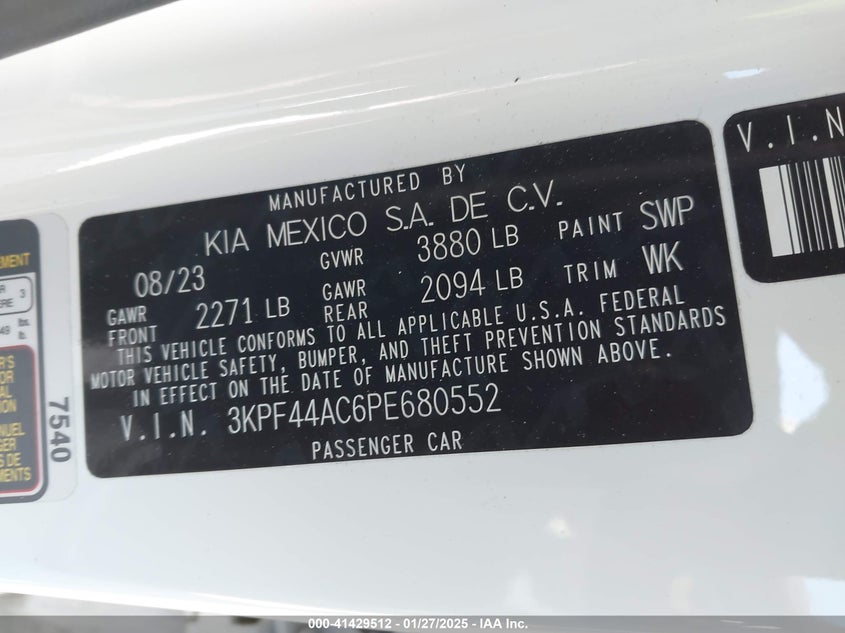 MANUFACTURED BY
KIA MEXICO S.A. DE C.V.
08/23 GVWR 3880 LB PAINT SWP
GAWR FRONT 2271 LB GAWR REAR 2094 LB TRIM WK
THIS VEHICLE CONFORMS TO ALL APPLICABLE U.S.A. FEDERAL
MOTOR VEHICLE SAFETY, BUMPER, AND THEFT PREVENTION STANDARDS
IN EFFECT ON THE DATE OF MANUFACTURE SHOWN ABOVE.
V.I.N. 3KPF44AC6PE680552
PASSENGER CAR
V.I.N
7540
000-41429512 | 01/27/2025 - IAA Inc.